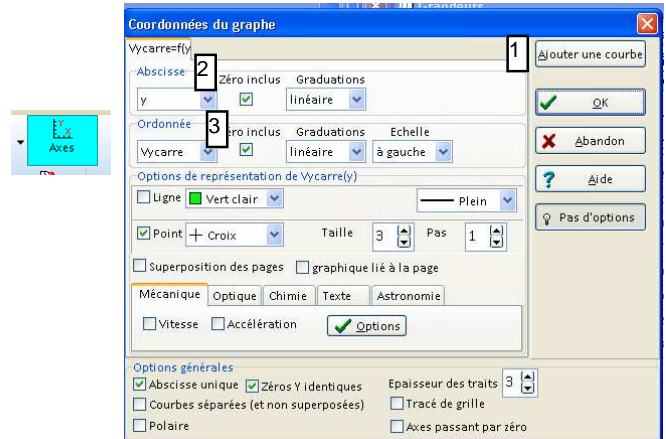 Grandeurs
Coordonnées du graphe
Vycarre=f(y
1
Ajouter une courbe
Abscisse
2
Zéro inclus Graduations
y linéaire
OK
Ordonnée
3
Zéro inclus Graduations Echelle
Vycarre linéaire à gauche
Abandon
Y
X
Axes
Options de représentation de Vycarre(y)
Aide
Ligne Vert clair Plein
Pas d'options
Point Croix Taille 3 Pas 1
Superposition des pages graphique lié à la page
Mécanique Optique Chimie Texte Astronomie
Vitesse Accélération Options
Options générales
Abscisse unique Zéros Y identiques Epaisseur des traits 3
Courbes séparées (et non superposées) Tracé de grille
Polaire Axes passant par zéro